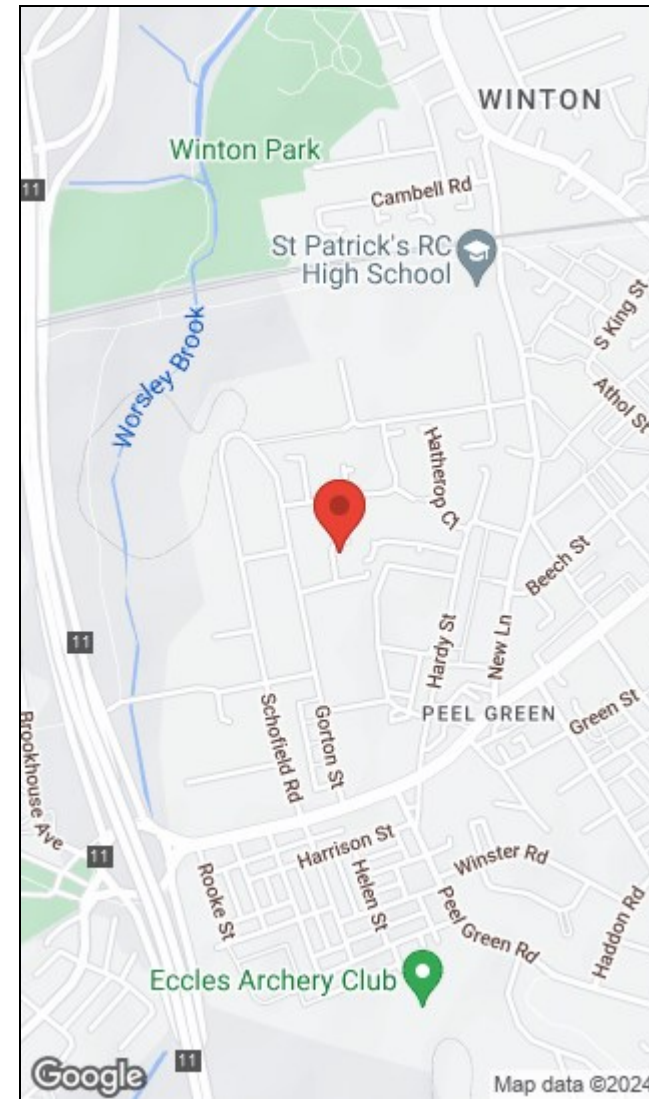 WINTON
Winton Park
11
Cambell Rd
St Patrick's RC
High School
S King St
Worsley Brook
Athol St
Hatherop Cl
Beech St
11
Hardy St
New Ln
PEEL GREEN
Green St
Schofield Rd
Gorton St
Brookhouse Ave
11
Harrison St
Winster Rd
Rooke St
Helen St
Peel Green Rd
Haddon Rd
Eccles Archery Club
11
Google
Map data ©2024